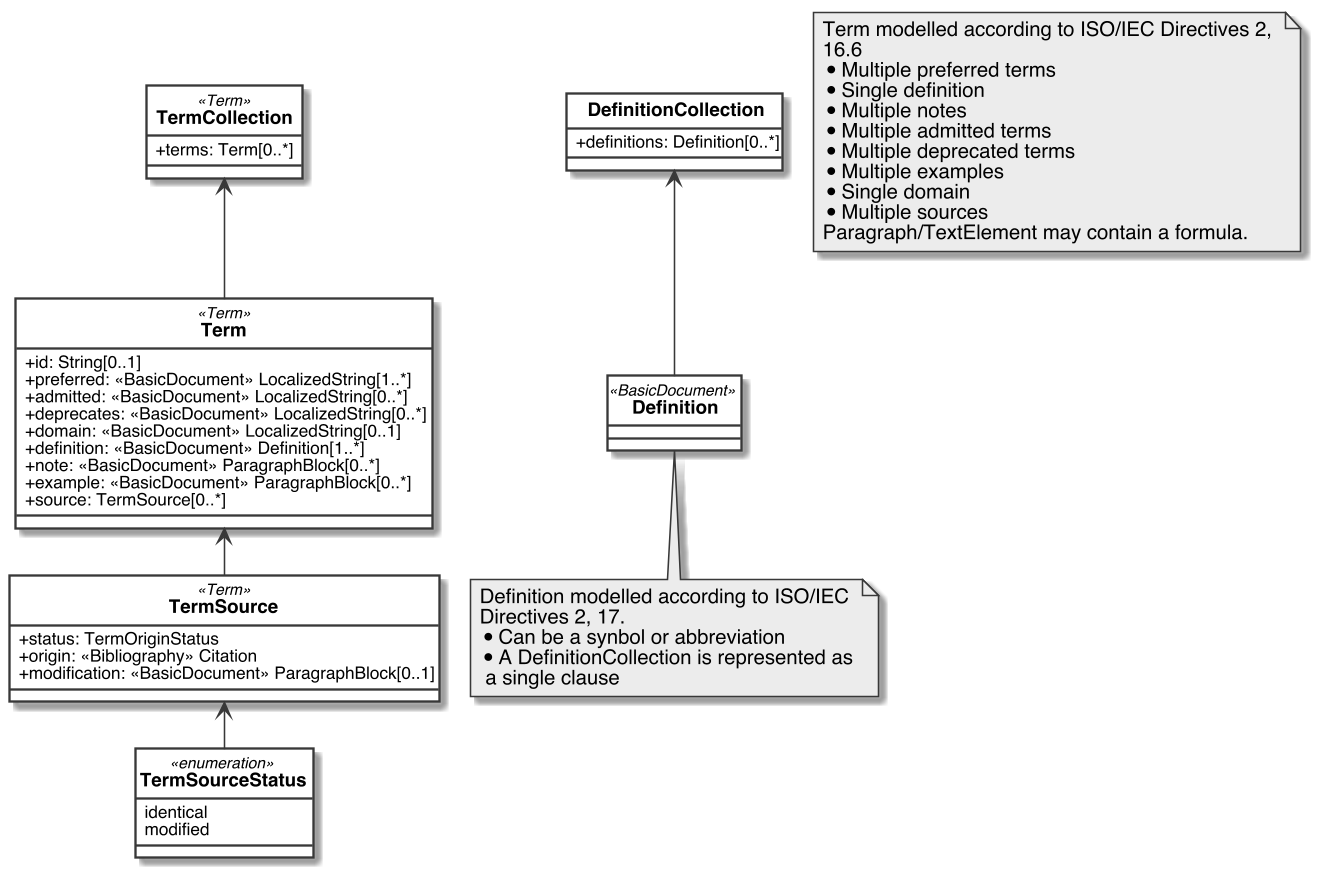 «Term»
TermCollection
+terms: Term[0..*]
DefinitionCollection
+definitions: Definition[0..*]
Term modelled according to ISO/IEC Directives 2,
16.6
• Multiple preferred terms
• Single definition
• Multiple notes
• Multiple admitted terms
• Multiple deprecated terms
• Multiple examples
• Single domain
• Multiple sources
Paragraph/TextElement may contain a formula.
«Term»
Term
+id: String[0..1]
+preferred: «BasicDocument» LocalizedString[1..*]
+admitted: «BasicDocument» LocalizedString[0..*]
+deprecates: «BasicDocument» LocalizedString[0..*]
+domain: «BasicDocument» LocalizedString[0..1]
+definition: «BasicDocument» Definition[1..*]
+note: «BasicDocument» ParagraphBlock[0..*]
+example: «BasicDocument» ParagraphBlock[0..*]
+source: TermSource[0..*]
«BasicDocument»
Definition
«Term»
TermSource
+status: TermOriginStatus
+origin: «Bibliography» Citation
+modification: «BasicDocument» ParagraphBlock[0..1]
Definition modelled according to ISO/IEC
Directives 2, 17.
• Can be a synbol or abbreviation
• A DefinitionCollection is represented as
a single clause
«enumeration»
TermSourceStatus
identical
modified